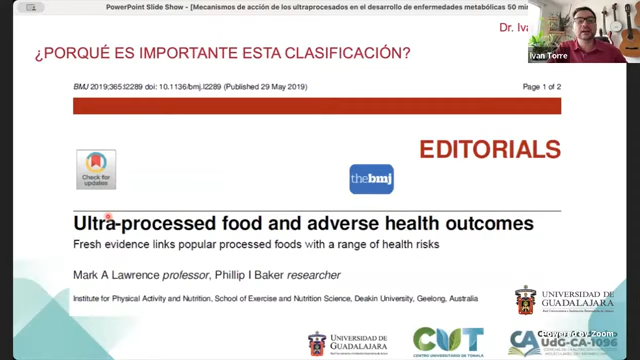 PowerPoint Slide Show - [Mecanismos de acción de los ultraprocesados en el desarrollo de enfermedades metabólicas 50 min
Dr. Iva
Ivan Torre
¿PORQUÉ ES IMPORTANTE ESTA CLASIFICACIÓN?
BMJ 2019;365:l2289 doi: 10.1136/bmj.l2289 (Published 29 May 2019)
Page 1 of 2
EDITORIALS
Check for
updates
thebmj
Ultra-processed food and adverse health outcomes
Fresh evidence links popular processed foods with a range of health risks
Mark A Lawrence professor, Phillip I Baker researcher
Institute for Physical Activity and Nutrition, School of Exercise and Nutrition Science, Deakin University, Geelong, Australia
UNIVERSIDAD DE
GUADALAJARA
UNIVERSIDAD DE
GUADALAJARA
CUT
CENTRO UNIVERSITARIO DE TONALÁ
CA
Powered by Zoom
UdG-CA-1096